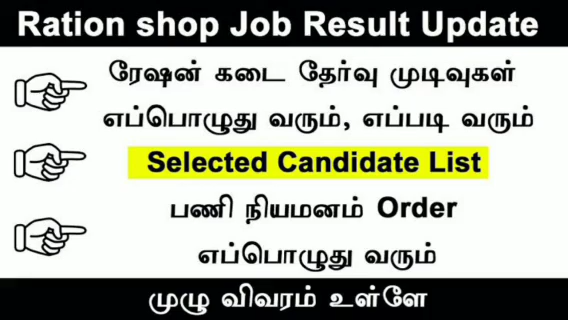 Ration shop Job Result Update
ரேஷன் கடை தேர்வு முடிவுகள்
எப்பொழுது வரும், எப்படி வரும்
Selected Candidate List
பணி நியமனம் Order
எப்பொழுது வரும்
முழு விவரம் உள்ளே